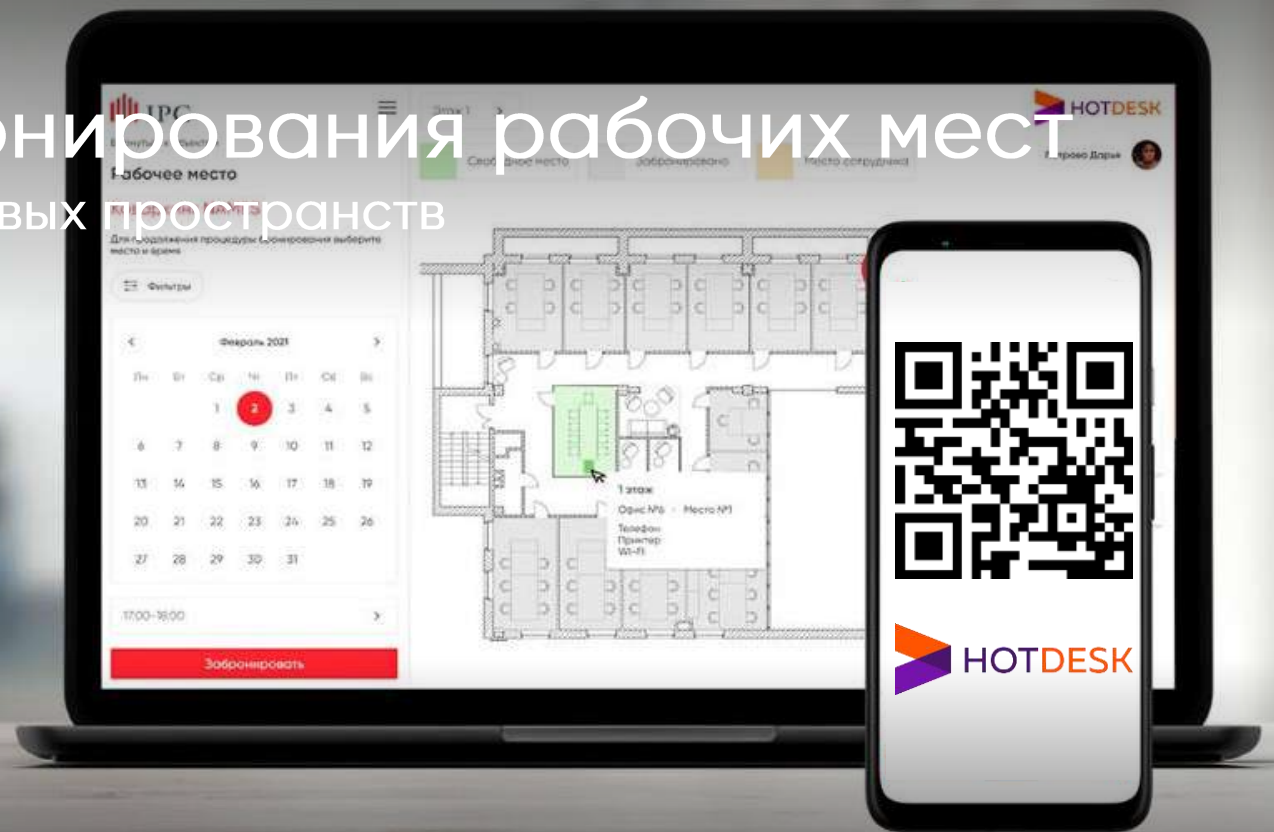 онирования рабочих мест
вых пространств
IPC
Этаж 1
HOTDESK
Свободное место
Забронировано
Место сотрудника
Дарья
Рабочее место
Для продолжения процедуры бронирования выберите
место и время
Фильтры
Февраль 2021
Пн Вт Ср Чт Пт Сб Вс
1 2 3 4 5
6 7 8 9 10 11 12
13 14 15 16 17 18 19
20 21 22 23 24 25 26
27 28 29 30 31
17:00-18:00
Забронировать
1 этаж
Офис №6 - Место №1
Телефон
Принтер
Wi-Fi
HOTDESK